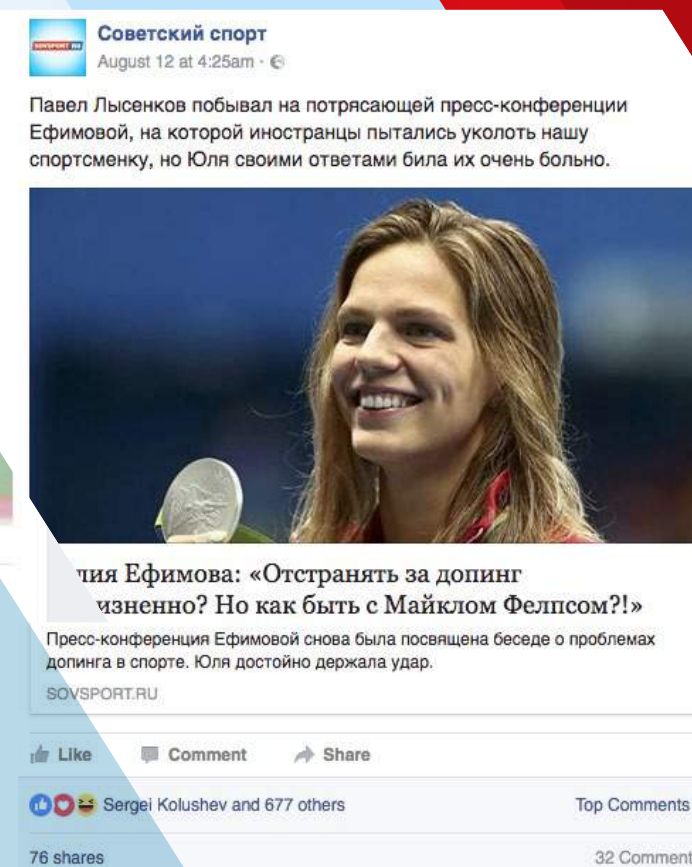 SOVSPORT RU
Советский спорт
August 12 at 4:25am ·
Павел Лысенков побывал на потрясающей пресс-конференции
Ефимовой, на которой иностранцы пытались уколоть нашу
спортсменку, но Юля своими ответами била их очень больно.
лия Ефимова: «Отстранять за допинг
изненно? Но как быть с Майклом Фелпсом?!»
Пресс-конференция Ефимовой снова была посвящена беседе о проблемах
допинга в спорте. Юля достойно держала удар.
SOVSPORT.RU
Like Comment Share
Sergei Kolushev and 677 others Top Comments
76 shares 32 Comment